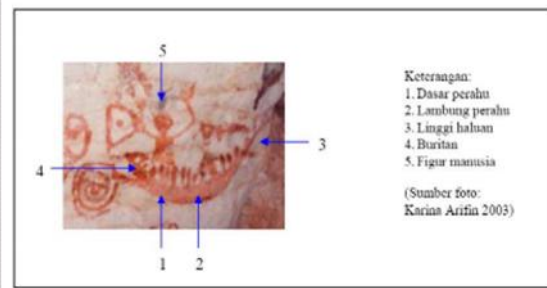 5
4
3
1
2
Keterangan:
1. Dasar perahu
2. Lambung perahu
3. Linggi haluan
4. Buritan
5. Figur manusia
(Sumber foto:
Karina Arifin 2003)